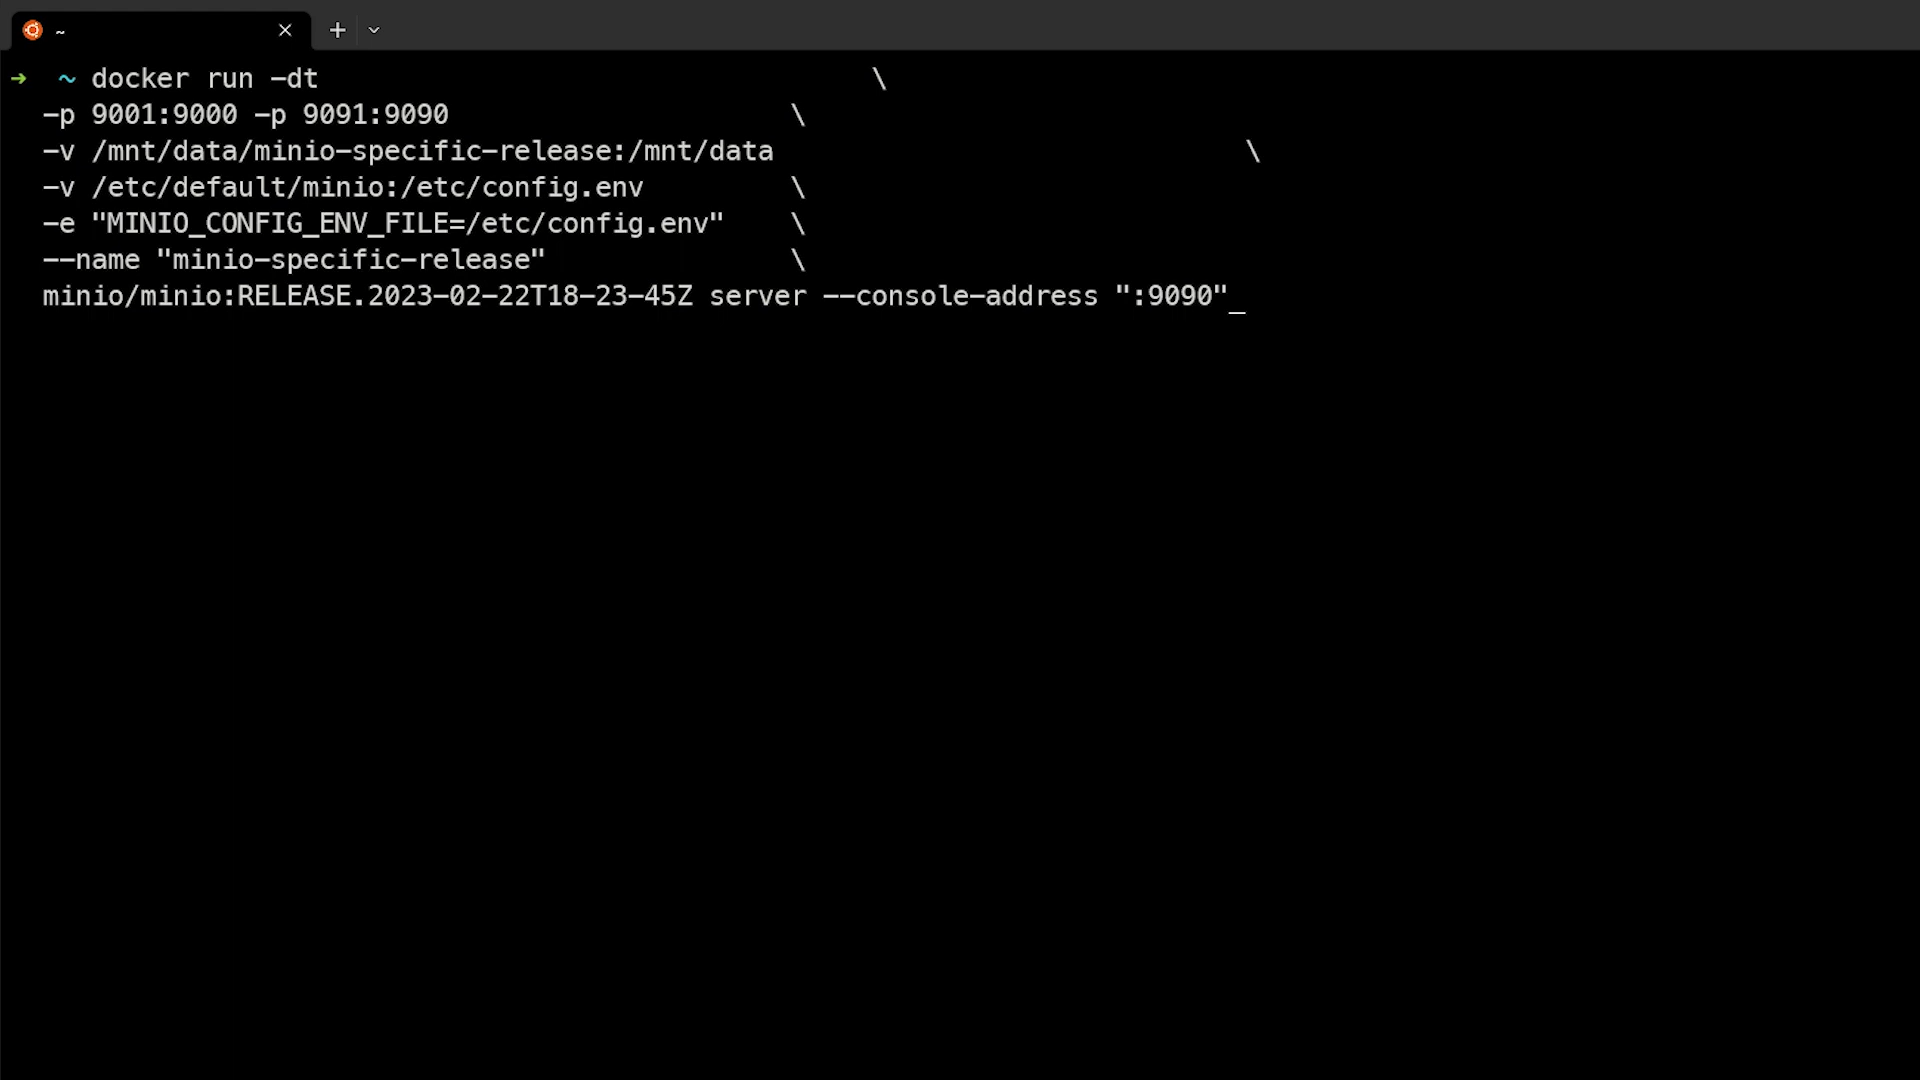 ~
➜ ~ docker run -dt \
-p 9001:9000 -p 9091:9090 \
-v /mnt/data/minio-specific-release:/mnt/data \
-v /etc/default/minio:/etc/config.env \
-e "MINIO_CONFIG_ENV_FILE=/etc/config.env" \
--name "minio-specific-release" \
minio/minio:RELEASE.2023-02-22T18-23-45Z server --console-address ":9090"_